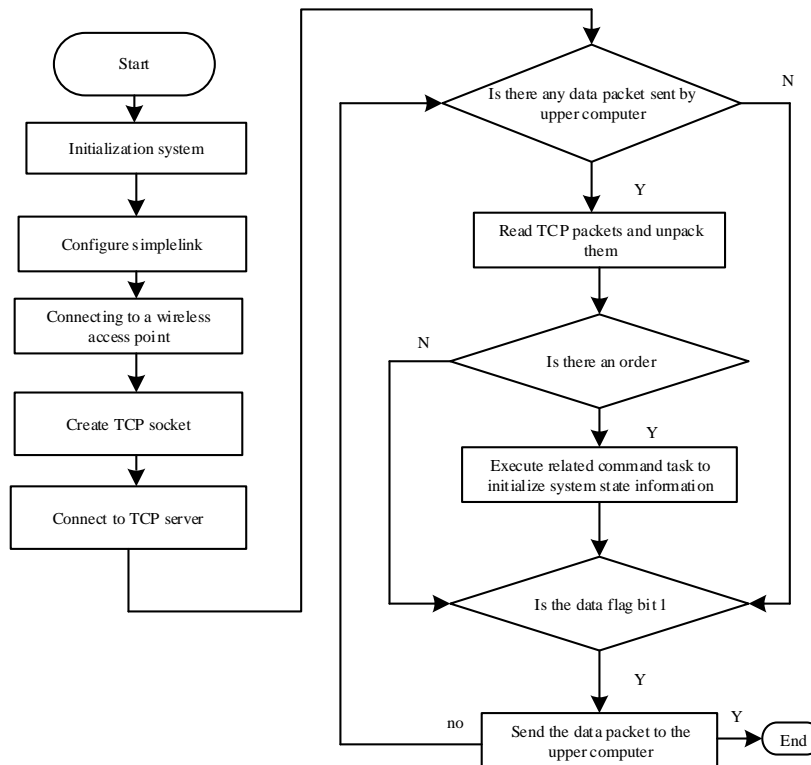 Start
Initialization system
Configure simplelink
Connecting to a wireless
access point
Create TCP socket
Connect to TCP server
Is there any data packet sent by
upper computer
N
Y
Read TCP packets and unpack
them
Is there an order
N
Y
Execute related command task to
initialize system state information
Is the data flag bit 1
Y
Send the data packet to the
upper computer
no
Y
End